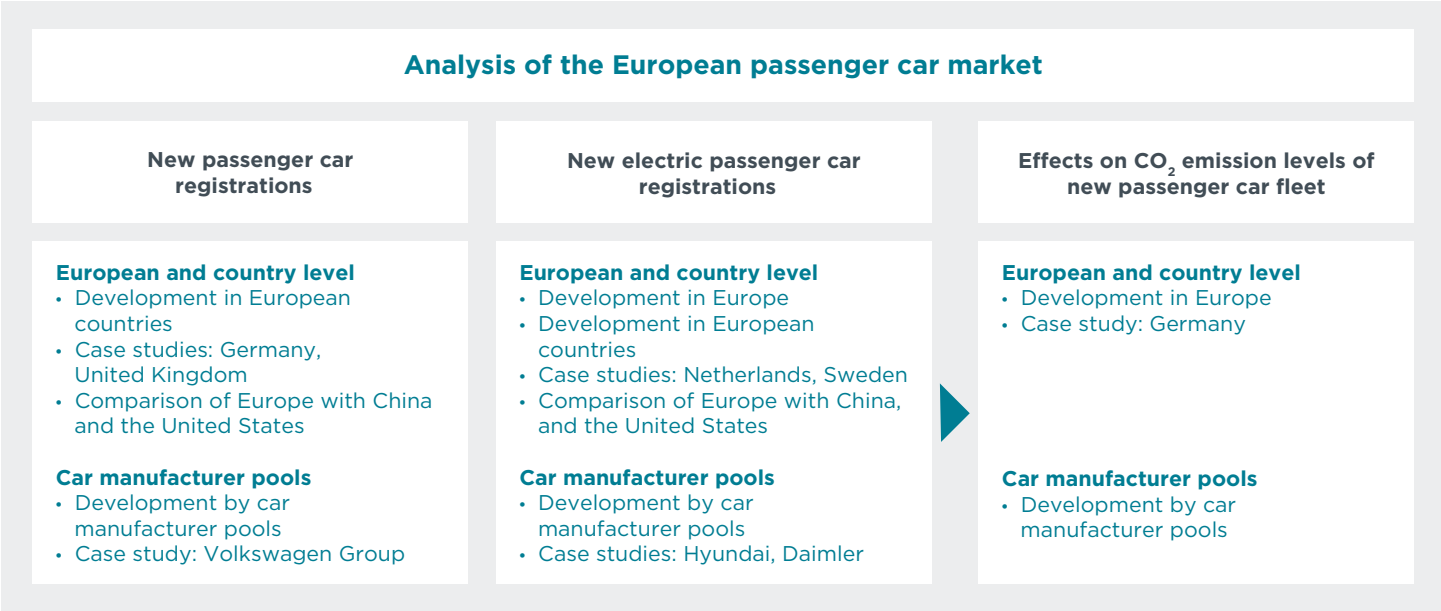 Analysis of the European passenger car market
New passenger car
registrations
New electric passenger car
registrations
Effects on CO₂ emission levels of
new passenger car fleet
European and country level
• Development in European
countries
• Case studies: Germany,
United Kingdom
• Comparison of Europe with China
and the United States
Car manufacturer pools
• Development by car
manufacturer pools
• Case study: Volkswagen Group
European and country level
• Development in Europe
• Development in European
countries
• Case studies: Netherlands, Sweden
• Comparison of Europe with China,
and the United States
Car manufacturer pools
• Development by car
manufacturer pools
• Case studies: Hyundai, Daimler
European and country level
• Development in Europe
• Case study: Germany
Car manufacturer pools
• Development by car
manufacturer pools